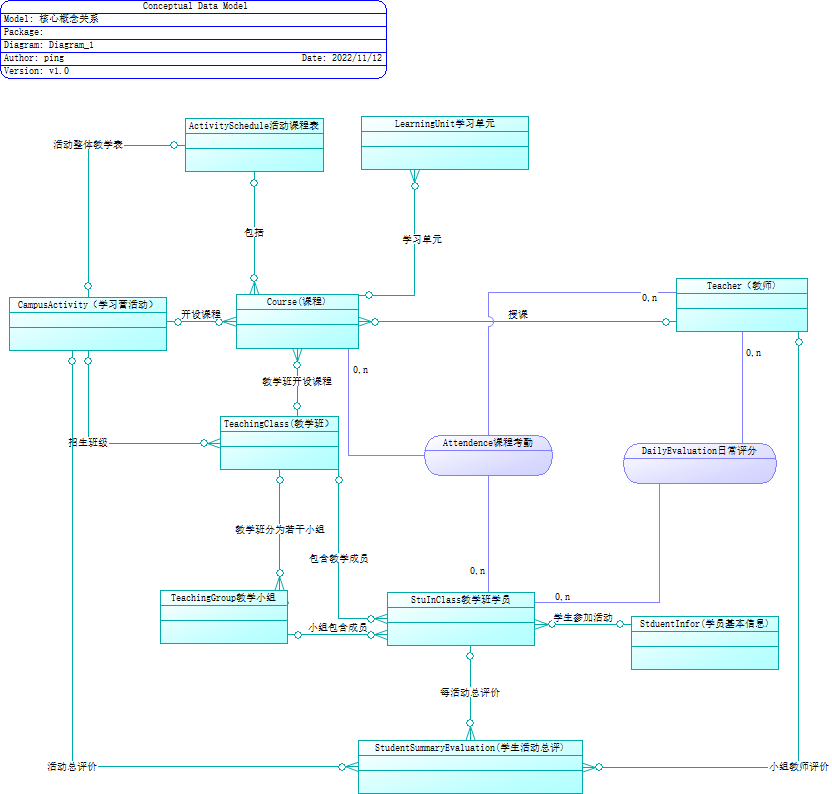 Conceptual Data Model
Model: 核心概念关系
Package:
Diagram: Diagram_1
Author: ping Date: 2022/11/12
Version: v1.0
ActivitySchedule活动课程表
LearningUnit学习单元
活动整体教学表
包括
学习单元
CampusActivity（学习营活动）
开设课程
Course(课程)
授课
0,n
Teacher（教师)
0,n
0,n
教学班开设课程
TeachingClass(教学班）
招生班级
Attendence课程考勤
DailyEvaluation日常评分
教学班分为若干小组
包含教学成员
0,n
0,n
TeachingGroup教学小组
StuInClass教学班学员
小组包含成员
学生参加活动
StduentInfor(学员基本信息)
每活动总评价
StudentSummaryEvaluation(学生活动总评)
活动总评价
小组教师评价